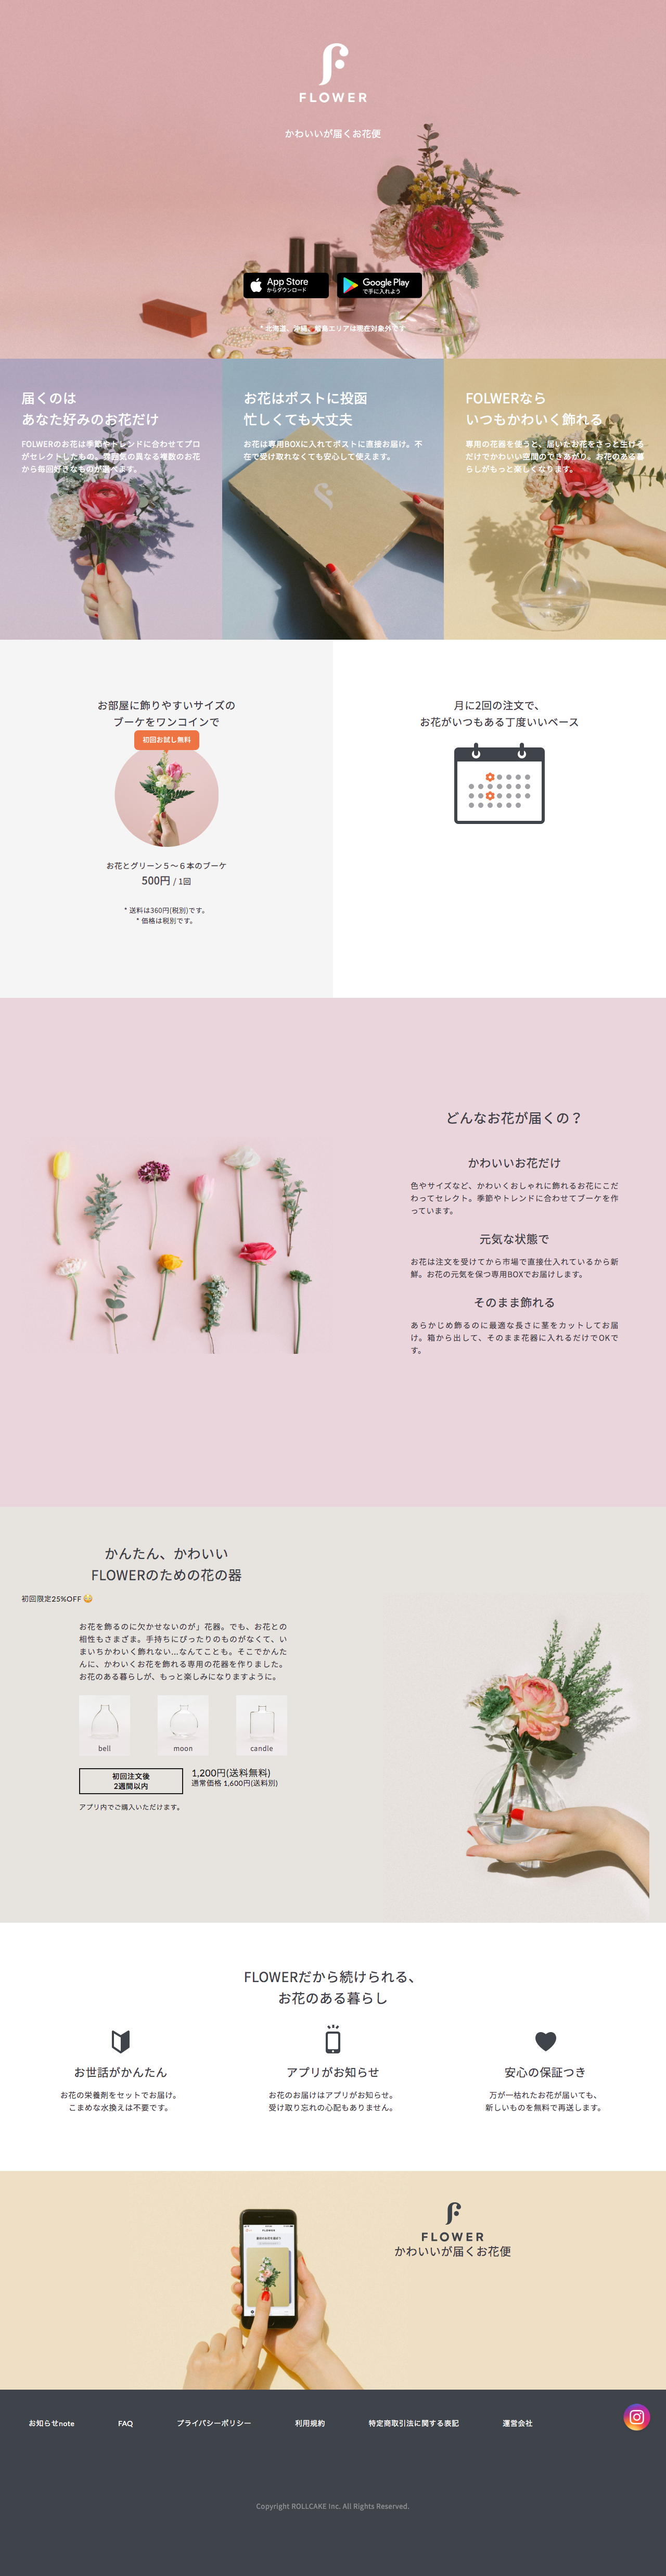 FLOWER
かわいいが届くお花便
App Store
からダウンロード
Google Play
で手に入れよう
* 北海道、沖縄、離島エリアは現在対象外です
届くのは
あなた好みのお花だけ
FOLWERのお花は季節やトレンドに合わせてプロ
がセレクトしたもの。雰囲気の異なる複数のお花
から毎回好きなものが選べます。
お花はポストに投函
忙しくても大丈夫
お花は専用BOXに入れてポストに直接お届け。不
在で受け取れなくても安心して使えます。
FOLWERなら
いつもかわいく飾れる
専用の花器を使うと、届いたお花をさっと生ける
だけでかわいい空間のできあがり。お花のある暮
らしがもっと楽しくなります。
お部屋に飾りやすいサイズの
ブーケをワンコインで
初回お試し無料
お花とグリーン５〜６本のブーケ
500円 / 1回
* 送料は360円(税別)です。
* 価格は税別です。
月に2回の注文で、
お花がいつもある丁度いいペース
どんなお花が届くの？
かわいいお花だけ
色やサイズなど、かわいくおしゃれに飾れるお花にこだ
わってセレクト。季節やトレンドに合わせてブーケを作
っています。
元気な状態で
お花は注文を受けてから市場で直接仕入れているから新
鮮。お花の元気を保つ専用BOXでお届けします。
そのまま飾れる
あらかじめ飾るのに最適な長さに茎をカットしてお届
け。箱から出して、そのまま花器に入れるだけでOKで
す。
かんたん、かわいい
FLOWERのための花の器
初回限定25%OFF
お花を飾るのに欠かせないのが」花器。でも、お花との
相性もさまざま。手持ちにぴったりのものがなくて、い
まいちかわいく飾れない...なんてことも。そこでかんた
んに、かわいくお花を飾れる専用の花器を作りました。
お花のある暮らしが、もっと楽しみになりますように。
bell
moon
candle
初回注文後
2週間以内
1,200円(送料無料)
通常価格 1,600円(送料別)
アプリ内でご購入いただけます。
FLOWERだから続けられる、
お花のある暮らし
お世話がかんたん
お花の栄養剤をセットでお届け。
こまめな水換えは不要です。
アプリがお知らせ
お花のお届けはアプリがお知らせ。
受け取り忘れの心配もありません。
安心の保証つき
万が一枯れたお花が届いても、
新しいものを無料で再送します。
FLOWER
かわいいが届くお花便
お知らせnote
FAQ
プライバシーポリシー
利用規約
特定商取引法に関する表記
運営会社
Copyright ROLLCAKE Inc. All Rights Reserved.